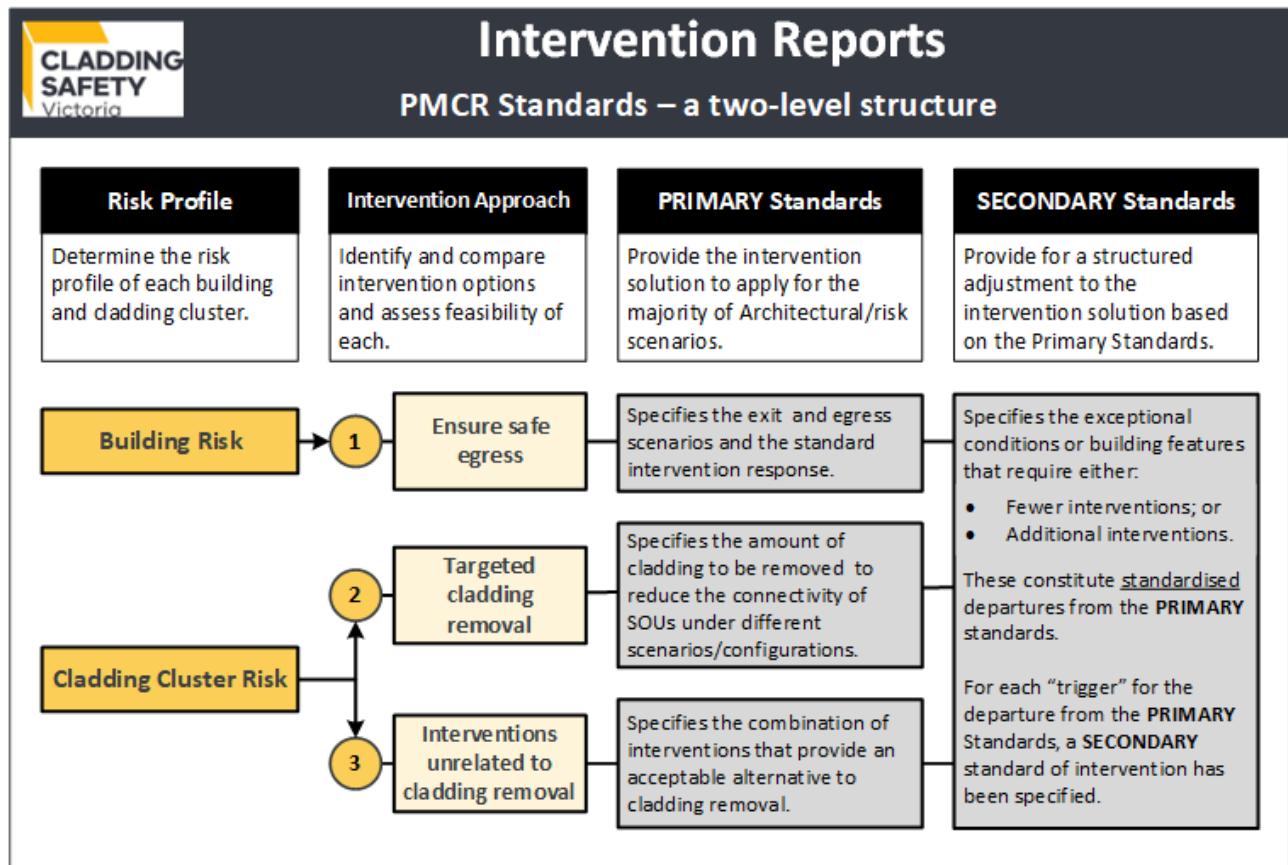 CLADDING
SAFETY
Victoria
Intervention Reports
PMCR Standards – a two-level structure
Risk Profile
Determine the risk
profile of each building
and cladding cluster.
Intervention Approach
Identify and compare
intervention options
and assess feasibility of
each.
PRIMARY Standards
Provide the intervention
solution to apply for the
majority of Architectural/risk
scenarios.
SECONDARY Standards
Provide for a structured
adjustment to the
intervention solution based
on the Primary Standards.
Building Risk
1
Ensure safe
egress
Specifies the exit and egress
scenarios and the standard
intervention response.
Cladding Cluster Risk
2
Targeted
cladding
removal
Specifies the amount of
cladding to be removed to
reduce the connectivity of
SOUs under different
scenarios/configurations.
3
Interventions
unrelated to
cladding removal
Specifies the combination of
interventions that provide an
acceptable alternative to
cladding removal.
Specifies the exceptional
conditions or building features
that require either:
• Fewer interventions; or
• Additional interventions.
These constitute standardised
departures from the PRIMARY
standards.
For each “trigger” for the
departure from the PRIMARY
Standards, a SECONDARY
standard of intervention has
been specified.